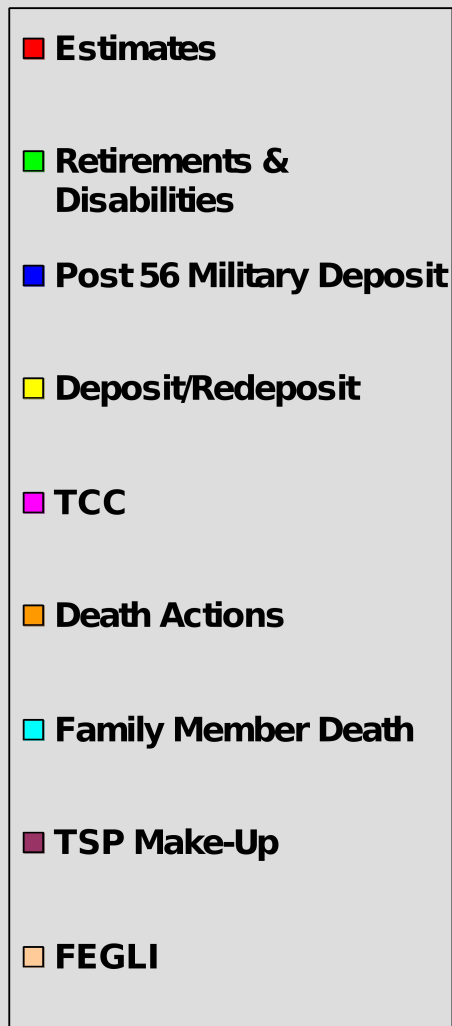 Estimates
Retirements &
Disabilities
Post 56 Military Deposit
Deposit/Redeposit
TCC
Death Actions
Family Member Death
TSP Make-Up
FEGLI